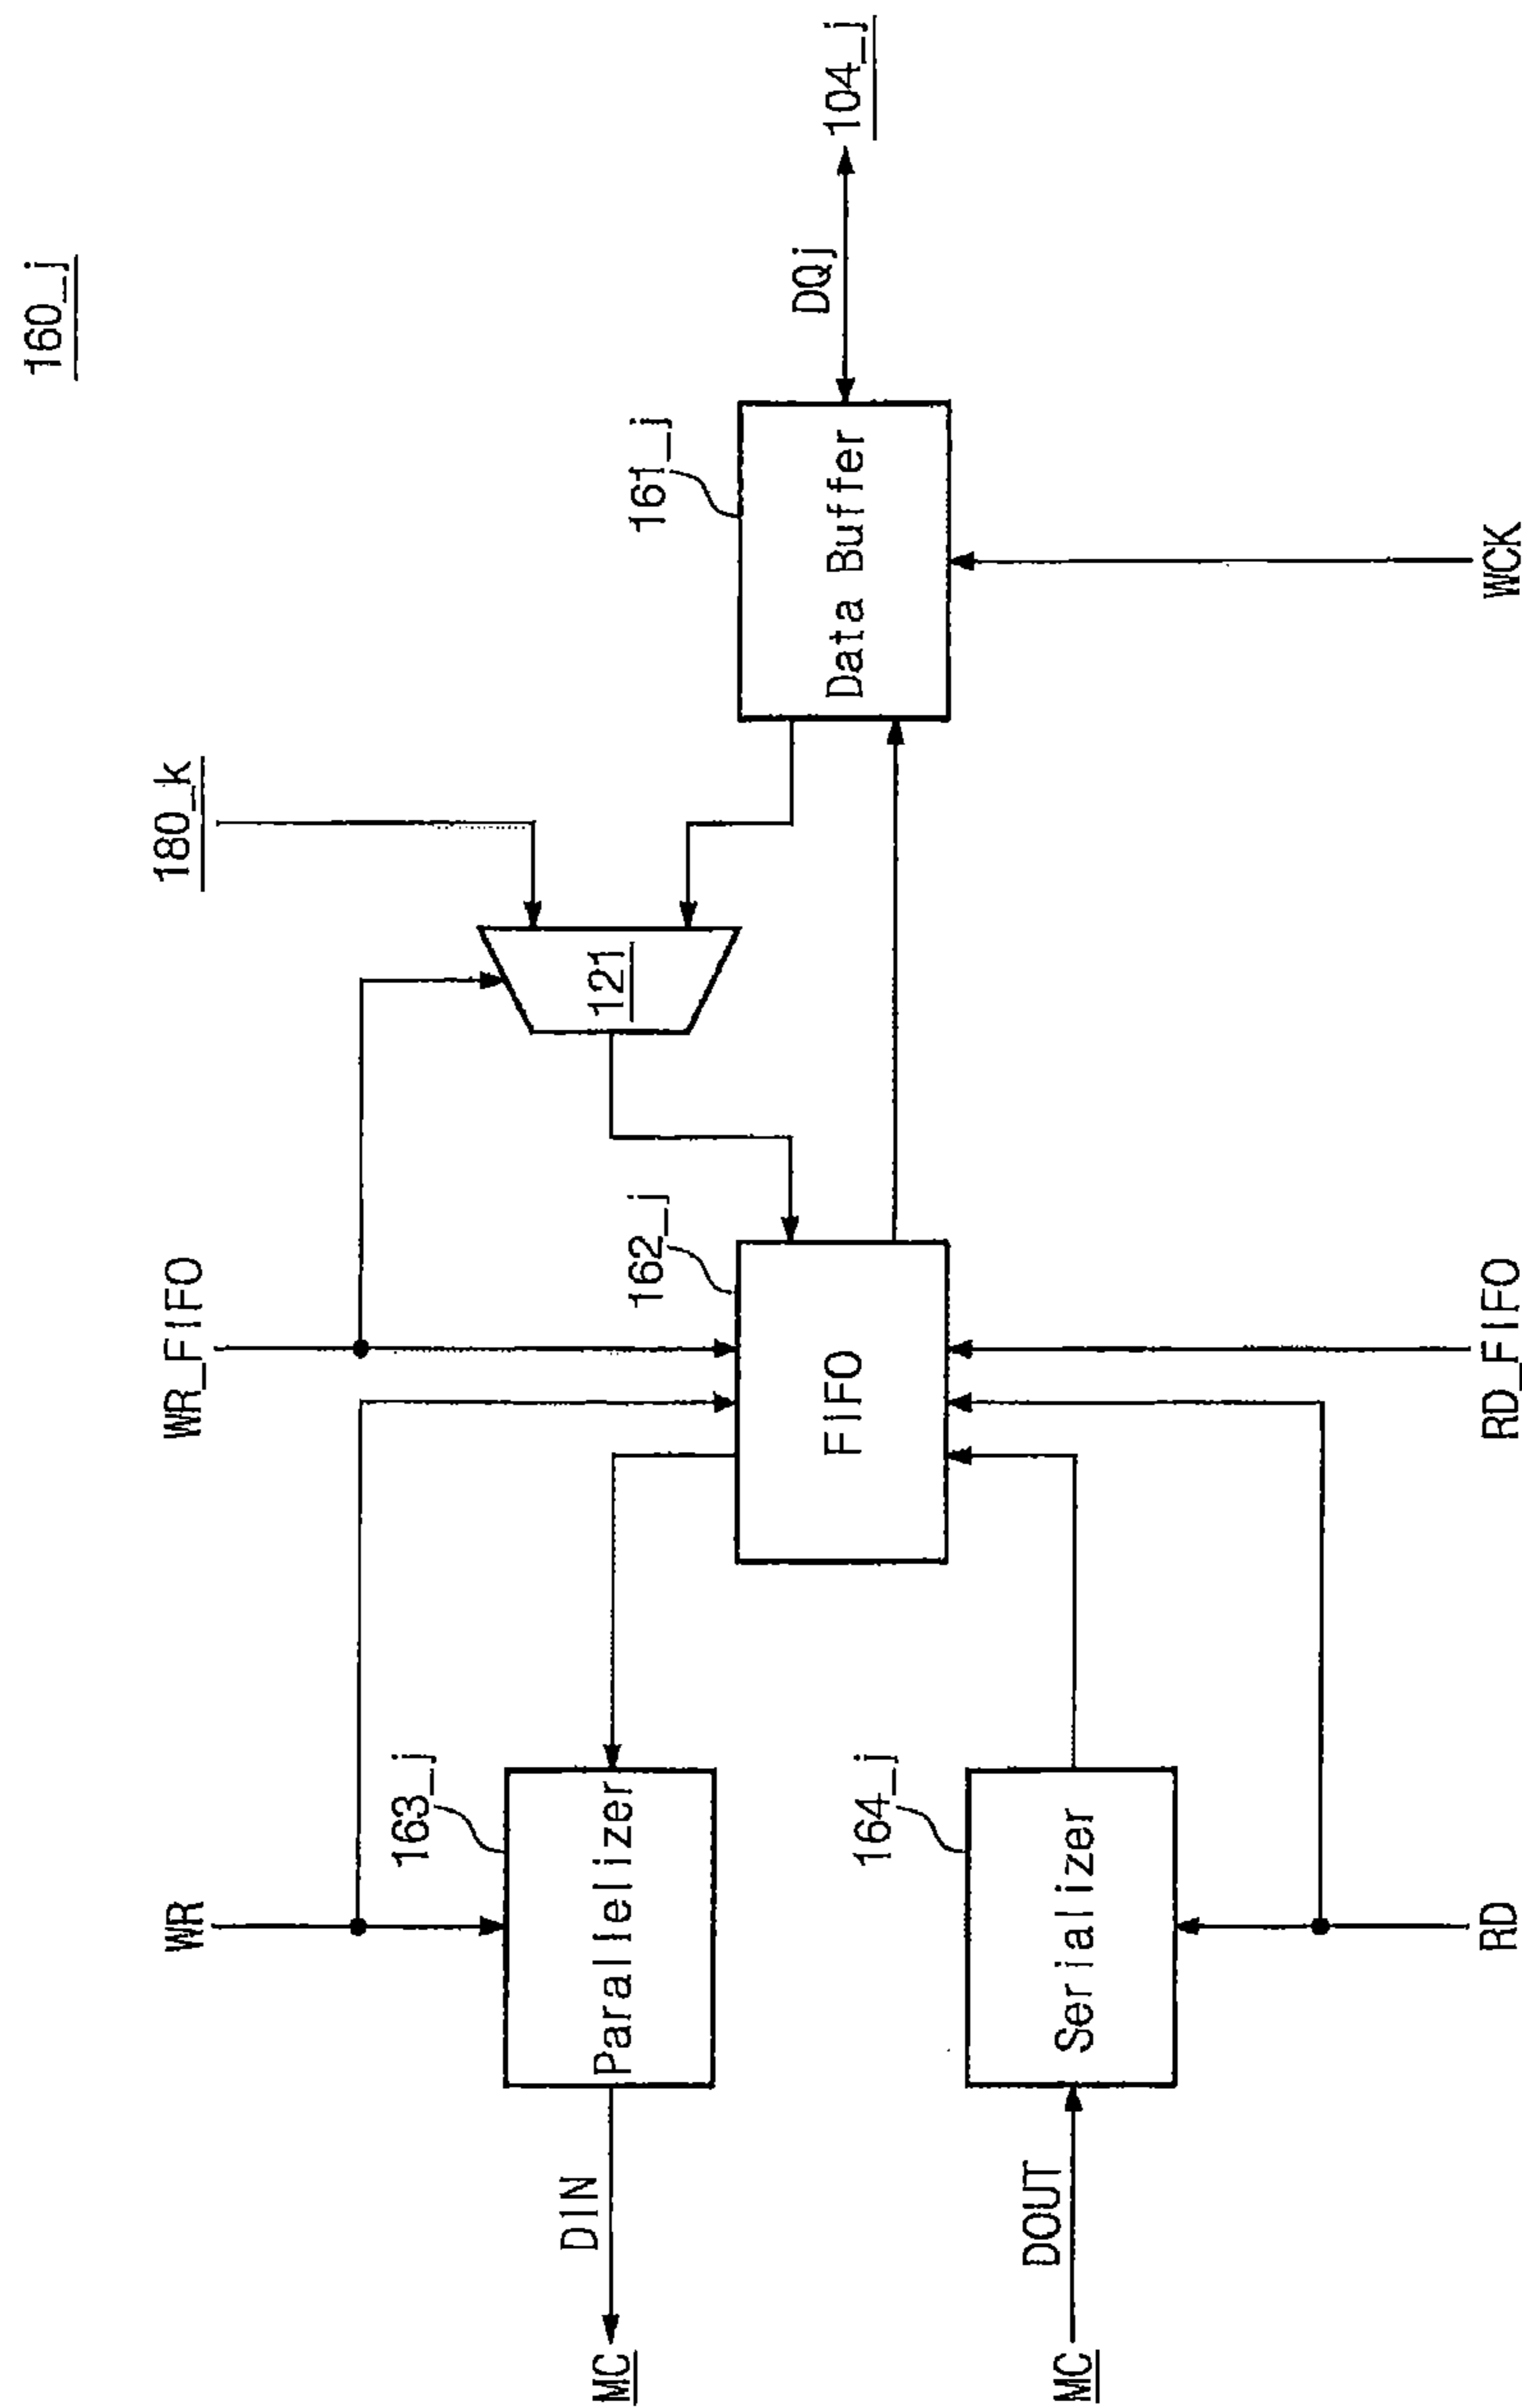 160_j
WR
WR_FIFO
180_k
163_j
DIN
MC
Parallelizer
121
162_j
161_j
DQj
FIFO
Data Buffer
104_j
164_j
DOUT
MC
Serializer
RD
RD_FIFO
WCK